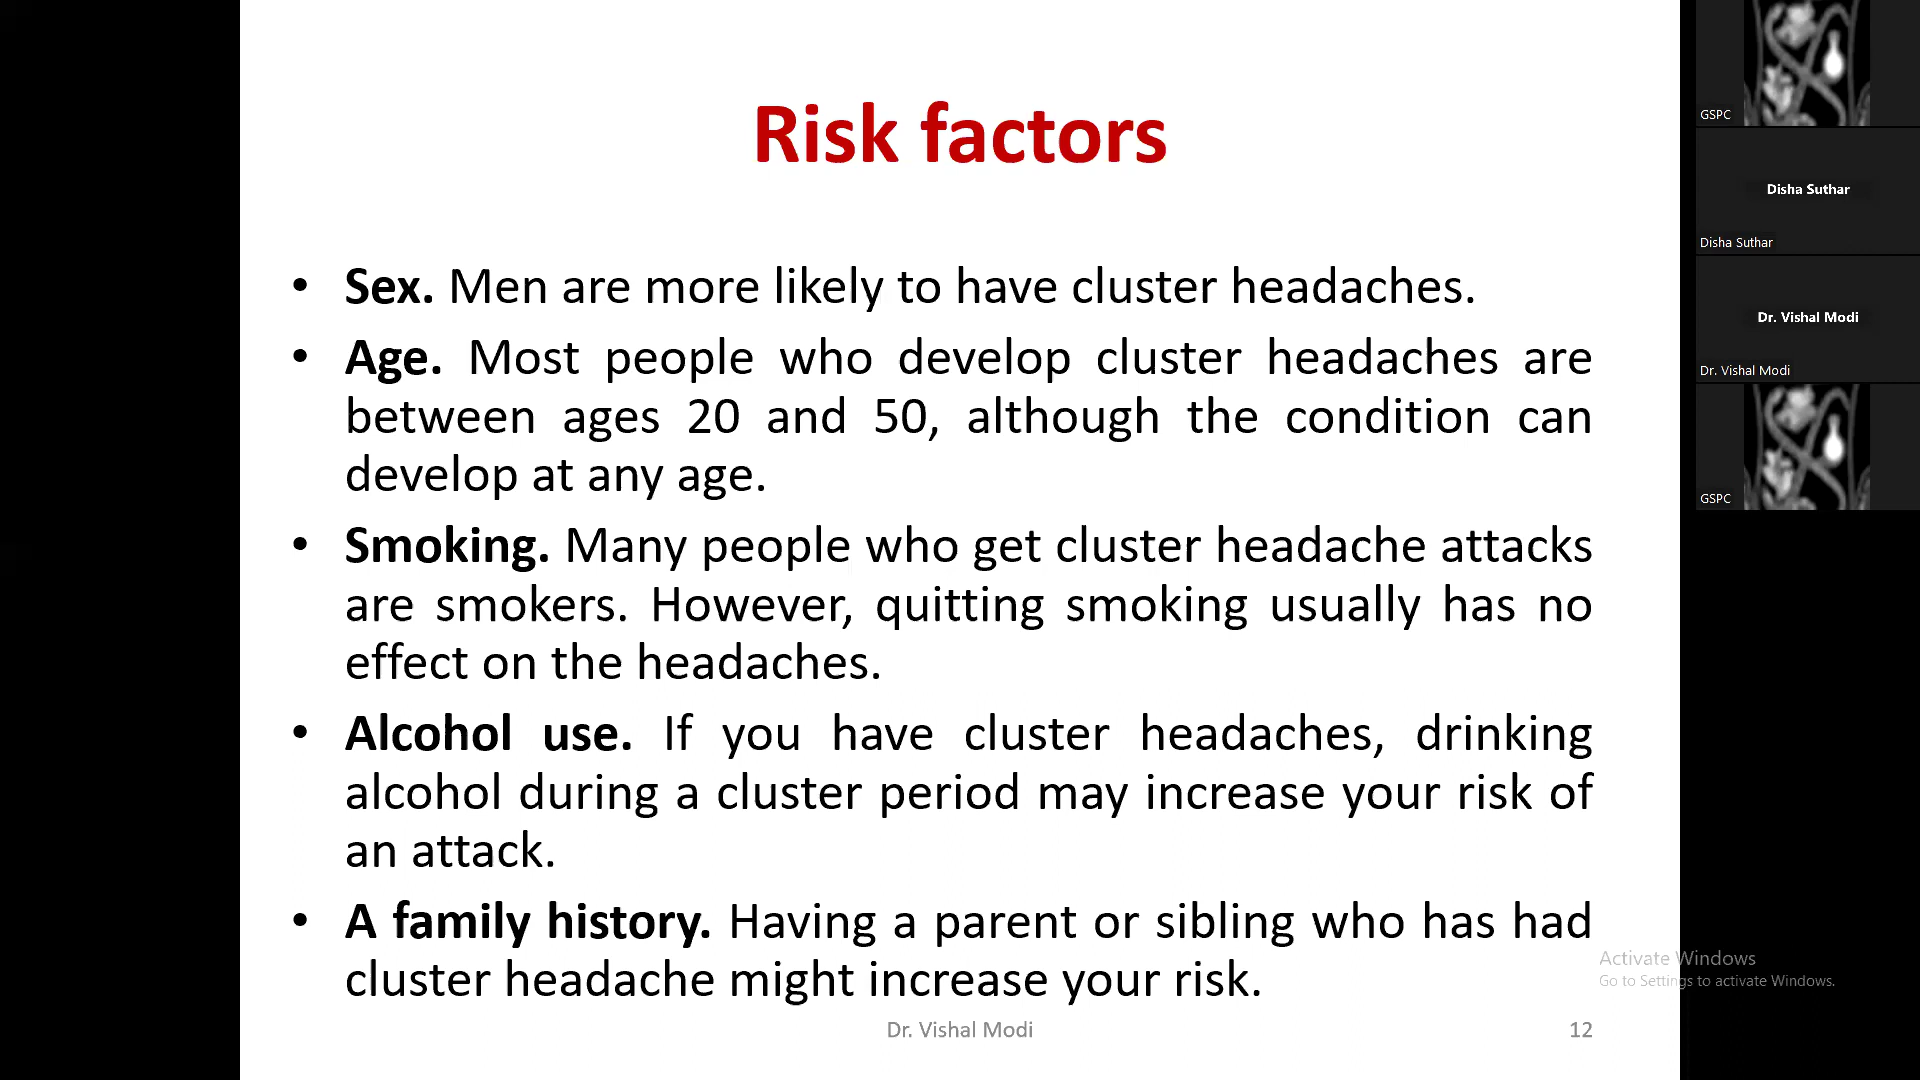 Risk factors
• Sex. Men are more likely to have cluster headaches.
• Age. Most people who develop cluster headaches are
between ages 20 and 50, although the condition can
develop at any age.
• Smoking. Many people who get cluster headache attacks
are smokers. However, quitting smoking usually has no
effect on the headaches.
• Alcohol use. If you have cluster headaches, drinking
alcohol during a cluster period may increase your risk of
an attack.
• A family history. Having a parent or sibling who has had
cluster headache might increase your risk.
Dr. Vishal Modi
12
GSPC
Disha Suthar
Disha Suthar
Dr. Vishal Modi
Dr. Vishal Modi
GSPC
Activate Windows
Go to Settings to activate Windows.